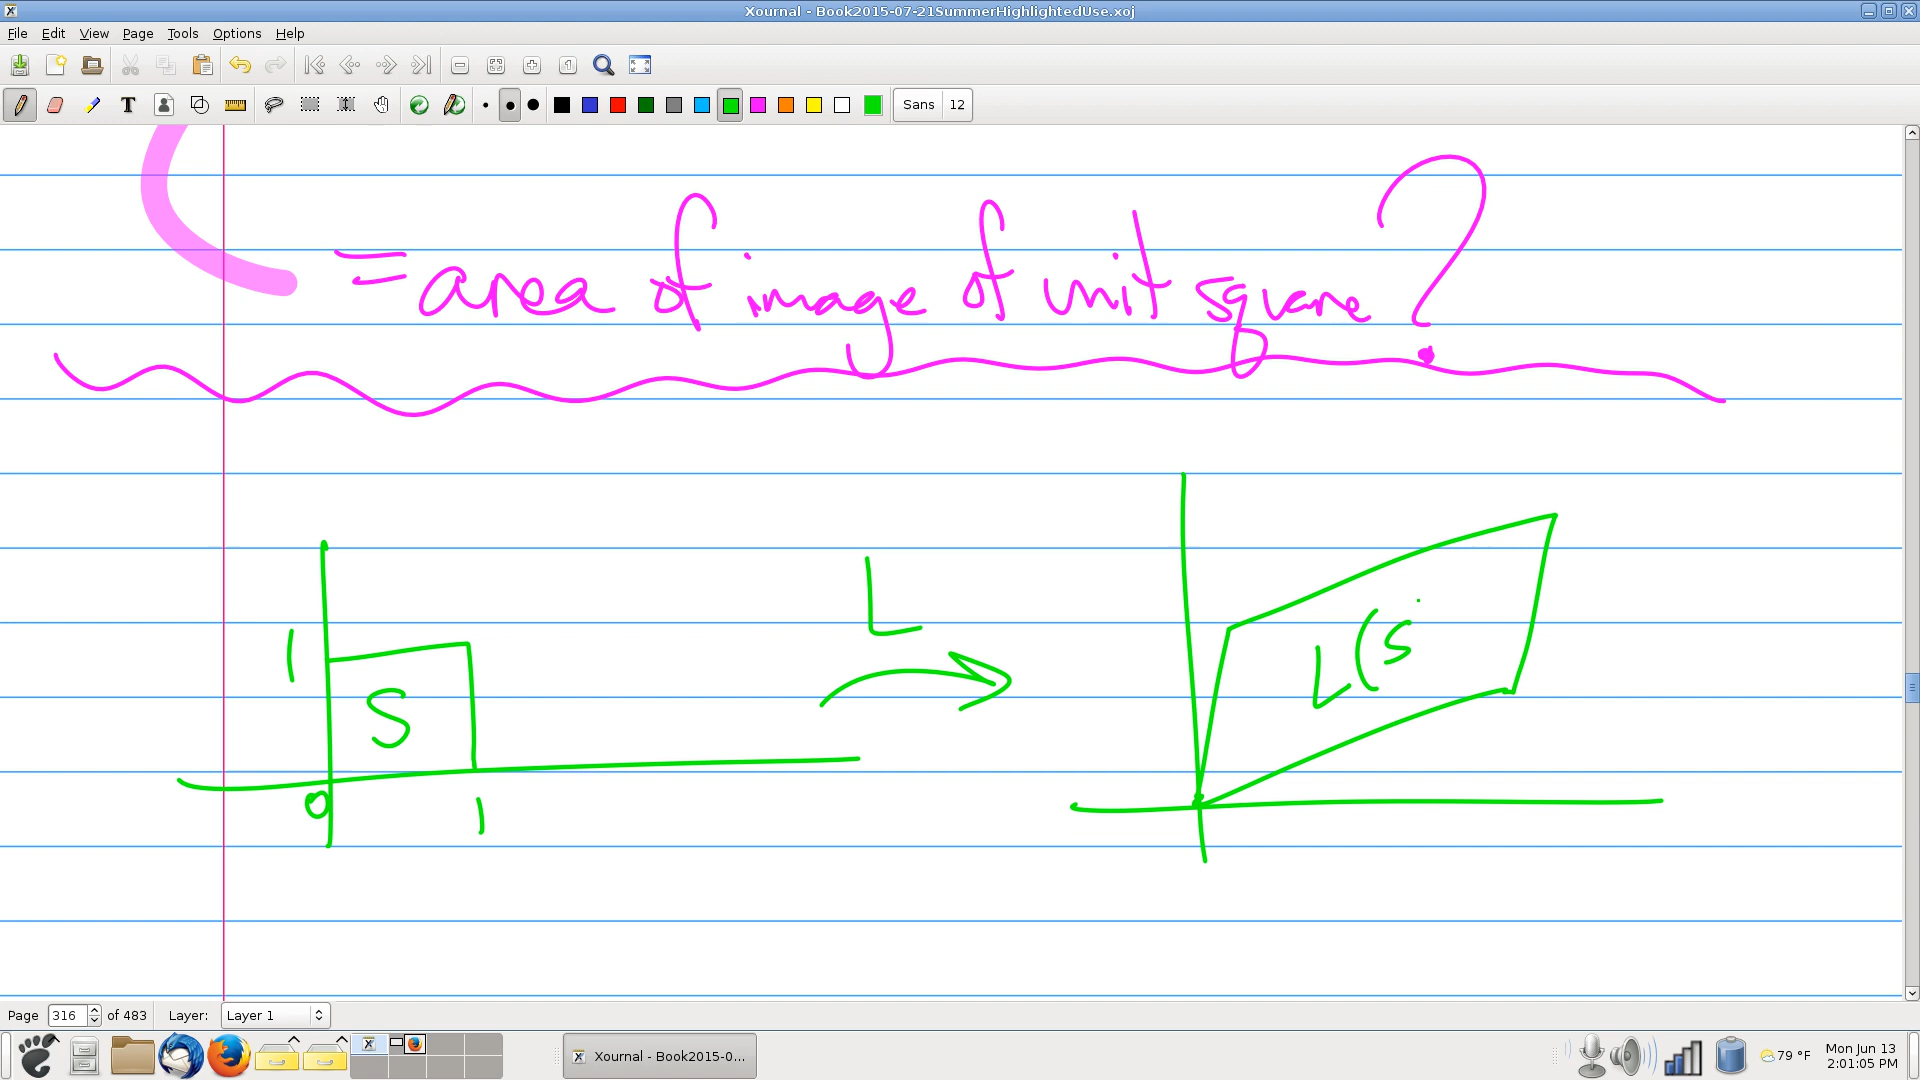 Xournal - Book2015-07-21SummerHighlightedUse.xoj
File Edit View Page Tools Options Help
Sans 12
= area of image of unit square?
L
1
S
L(S
0
1
Page 316 of 483 Layer: Layer 1
Xournal - Book2015-0...
79 °F
Mon Jun 13
2:01:05 PM